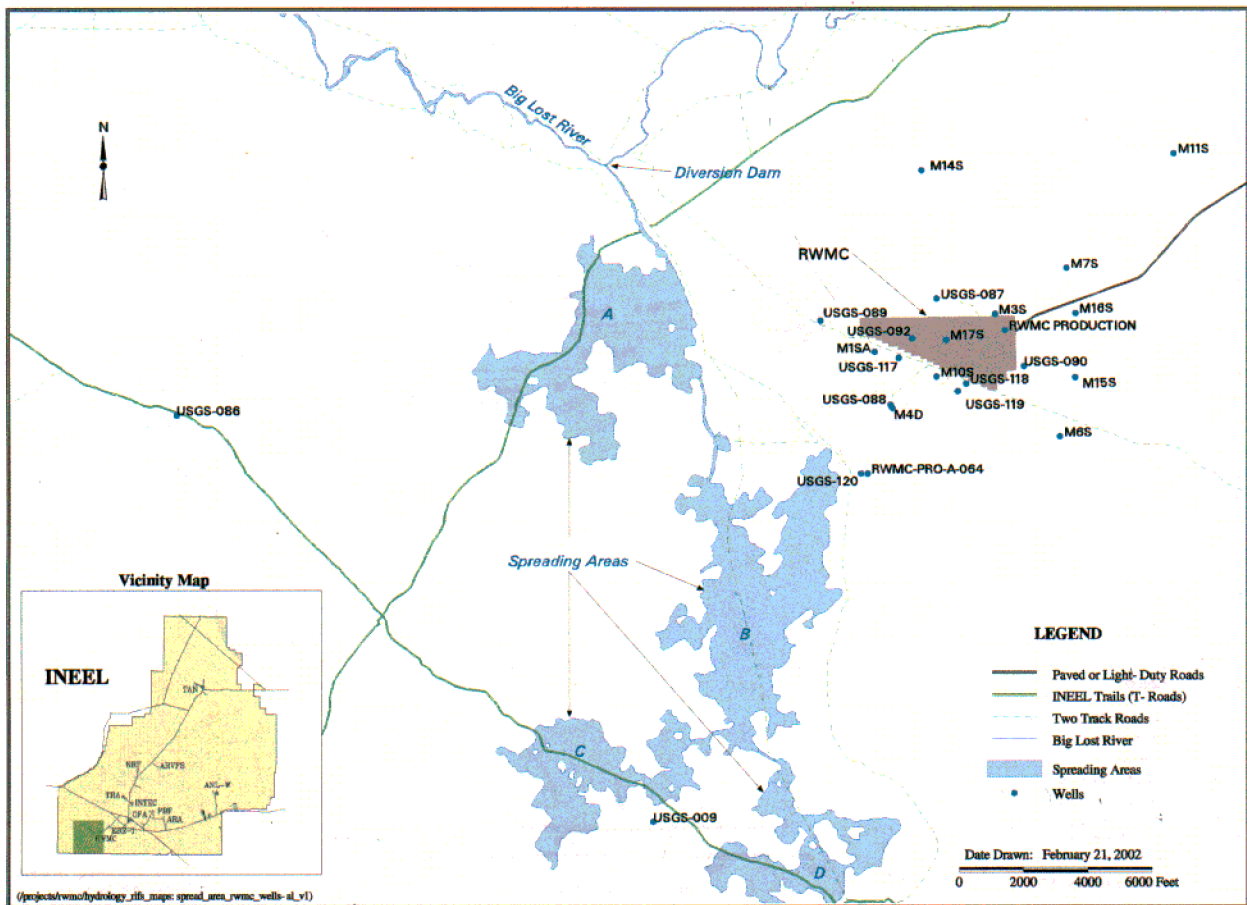 Big Lost River
N
Diversion Dam
M14S
M11S
RWMC
M7S
USGS-087
M3S
M16S
USGS-089
RWMC PRODUCTION
USGS-092
M17S
M1SA
USGS-090
USGS-117
M10S
USGS-118
M15S
USGS-088
M4D
USGS-119
M6S
USGS-086
A
RWMC-PRO-A-064
USGS-120
Spreading Areas
B
C
USGS-009
D
Vicinity Map
INEEL
TAN
NRF
ANL-W
TRA
INTEC
CFA
PBF
ARA
RWMC
LEGEND
Paved or Light- Duty Roads
INEEL Trails (T- Roads)
Two Track Roads
Big Lost River
Spreading Areas
Wells
Date Drawn: February 21, 2002
0 2000 4000 6000 Feet
(/projects/rwmc/hydrology_rifs_maps: spread_area_rwmc_wells- al_v1)